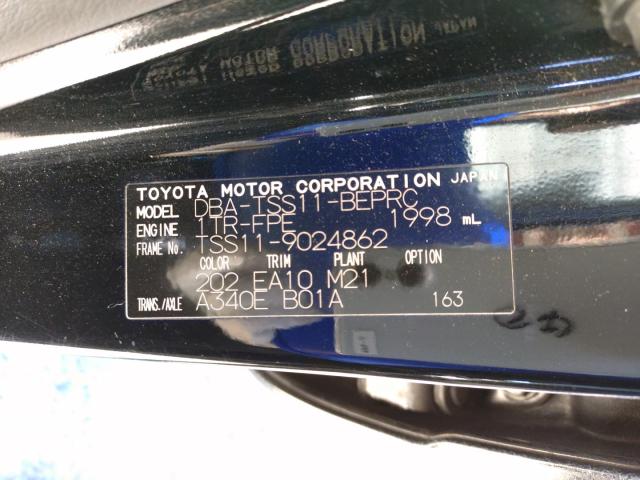 TOYOTA MOTOR CORPORATION JAPAN
MODEL DBA-TSS11-BEPRC
ENGINE 1TR-FPE 1998 mL
FRAME No. TSS11-9024862
COLOR TRIM PLANT OPTION
202 EA10 M21
TRANS./AXLE A340E B01A 163